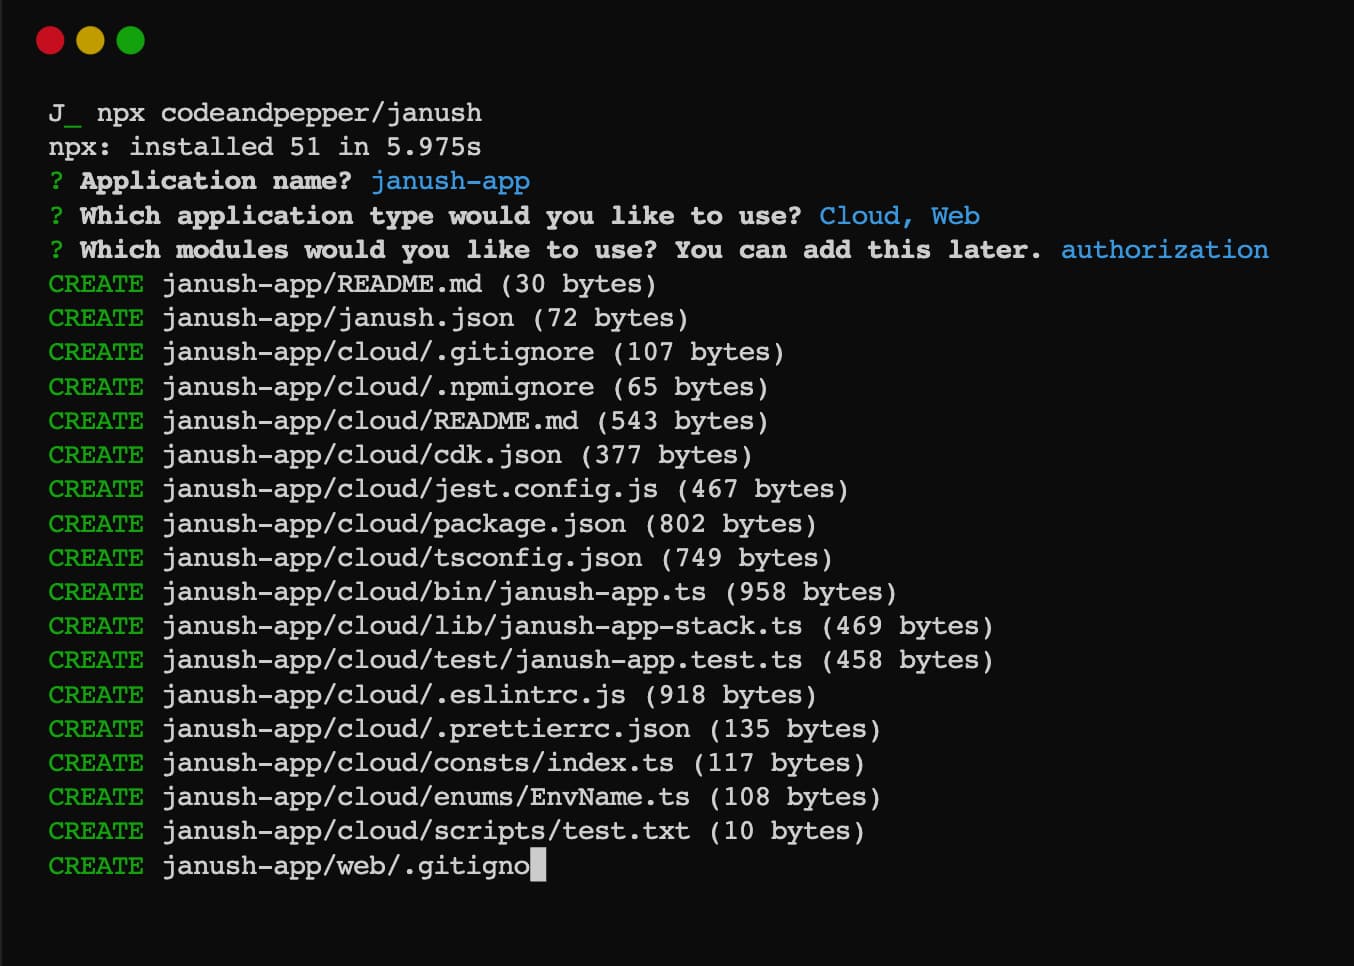 J_ npx codeandpepper/janush
npx: installed 51 in 5.975s
? Application name? janush-app
? Which application type would you like to use? Cloud, Web
? Which modules would you like to use? You can add this later. authorization
CREATE janush-app/README.md (30 bytes)
CREATE janush-app/janush.json (72 bytes)
CREATE janush-app/cloud/.gitignore (107 bytes)
CREATE janush-app/cloud/.npmignore (65 bytes)
CREATE janush-app/cloud/README.md (543 bytes)
CREATE janush-app/cloud/cdk.json (377 bytes)
CREATE janush-app/cloud/jest.config.js (467 bytes)
CREATE janush-app/cloud/package.json (802 bytes)
CREATE janush-app/cloud/tsconfig.json (749 bytes)
CREATE janush-app/cloud/bin/janush-app.ts (958 bytes)
CREATE janush-app/cloud/lib/janush-app-stack.ts (469 bytes)
CREATE janush-app/cloud/test/janush-app.test.ts (458 bytes)
CREATE janush-app/cloud/.eslintrc.js (918 bytes)
CREATE janush-app/cloud/.prettierrc.json (135 bytes)
CREATE janush-app/cloud/consts/index.ts (117 bytes)
CREATE janush-app/cloud/enums/EnvName.ts (108 bytes)
CREATE janush-app/cloud/scripts/test.txt (10 bytes)
CREATE janush-app/web/.gitigno